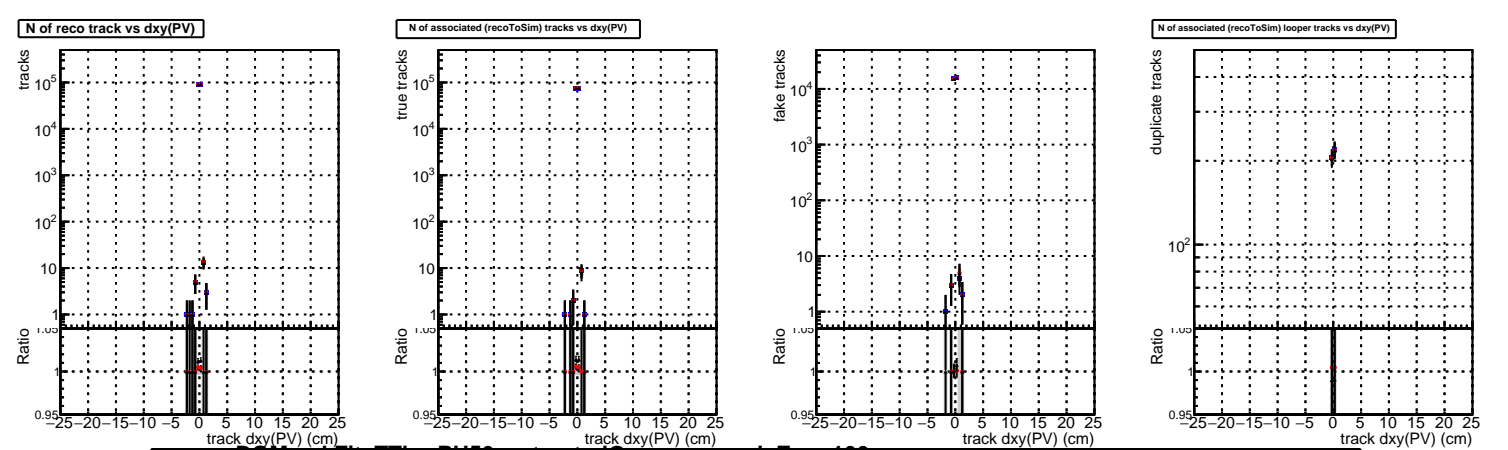 N of reco track vs dxy(PV)
N of associated (recoToSim) tracks vs dxy(PV)
N of associated (recoToSim) looper tracks vs dxy(PV)
tracks
10^5
10^4
10^3
10^2
10
1
Ratio
1.05
1
0.95
−25 −20 −15 −10 −5 0 5 10 15 20 25
track dxy(PV) (cm)
true tracks
10^5
10^4
10^3
10^2
10
1
Ratio
1.05
1
0.95
−25 −20 −15 −10 −5 0 5 10 15 20 25
track dxy(PV) (cm)
fake tracks
10^4
10^3
10^2
10
1
Ratio
1.05
1
0.95
−25 −20 −15 −10 −5 0 5 10 15 20 25
track dxy(PV) (cm)
duplicate tracks
10^2
Ratio
1.05
1
0.95
−25 −20 −15 −10 −5 0 5 10 15 20 25
track dxy(PV) (cm)